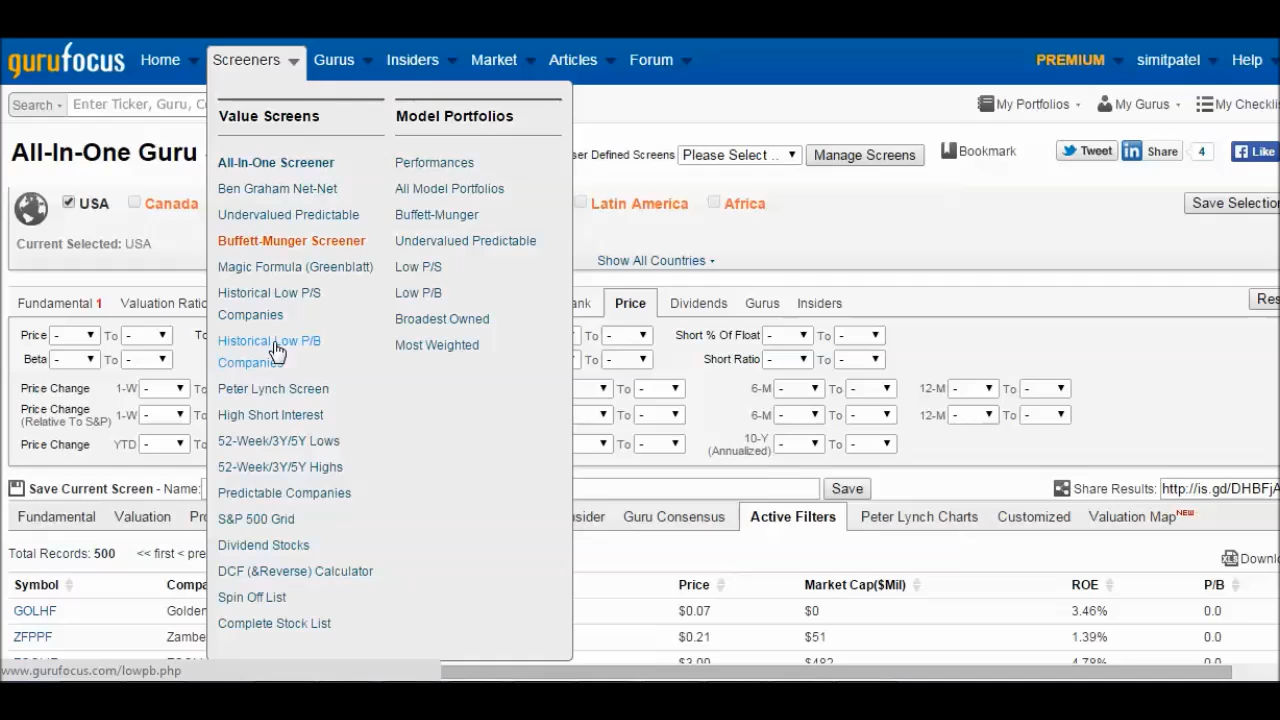 gurufocus Home Screeners Gurus Insiders Market Articles Forum PREMIUM simitpatel Help
Search Enter Ticker, Guru, C My Portfolios My Gurus My Checkli
Value Screens Model Portfolios
All-In-One Guru ser Defined Screens Please Select .. Manage Screens Bookmark Tweet in Share 4 Like
All-In-One Screener Performances
Ben Graham Net-Net All Model Portfolios
USA Canada Latin America Africa Save Selectio
Undervalued Predictable Buffett-Munger
Current Selected: USA
Buffett-Munger Screener Undervalued Predictable
Show All Countries
Magic Formula (Greenblatt) Low P/S
Historical Low P/S Low P/B
Companies
Fundamental 1 Valuation Ratio ank Price Dividends Gurus Insiders Res
Broadest Owned
Price - To - To - To - Short % Of Float - To -
Historical Low P/B Most Weighted
Companies
Beta - To - - To - Short Ratio - To -
Peter Lynch Screen
Price Change 1-W - - To - 6-M - To - 12-M - To -
High Short Interest
Price Change
(Relative To S&P) 1-W - - To - 6-M - To - 12-M - To -
52-Week/3Y/5Y Lows
Price Change YTD - - To - 10-Y
(Annualized) - To -
52-Week/3Y/5Y Highs
Predictable Companies
Save Current Screen - Name: Save Share Results: http://is.gd/DHBFjA
S&P 500 Grid
Fundamental Valuation Pr sider Guru Consensus Active Filters Peter Lynch Charts Customized Valuation Map NEW
Dividend Stocks
Total Records: 500 << first < pre Downlo
DCF (&Reverse) Calculator
Symbol Compa Price Market Cap($Mil) ROE P/B
Spin Off List
GOLHF Golden $0.07 $0 3.46% 0.0
Complete Stock List
ZFPPF Zambe $0.21 $51 1.39% 0.0
$3.00 $482 4.78% 0.0
www.gurufocus.com/lowpb.php